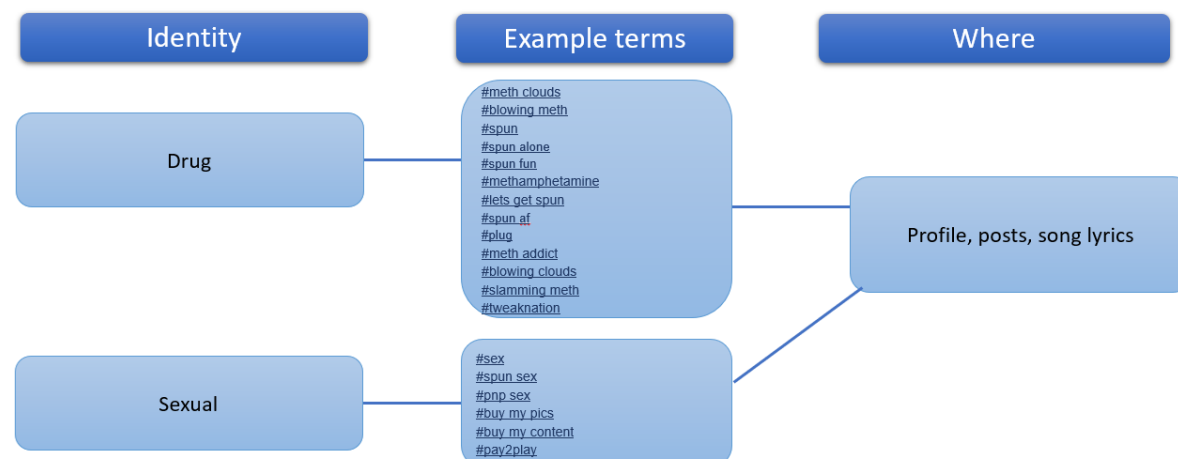 Identity
Example terms
Where
Drug
#meth clouds
#blowing meth
#spun
#spun alone
#spun fun
#methamphetamine
#lets get spun
#spun af
#plug
#meth addict
#blowing clouds
#slamming meth
#tweaknation
Profile, posts, song lyrics
Sexual
#sex
#spun sex
#pnp sex
#buy my pics
#buy my content
#pay2play